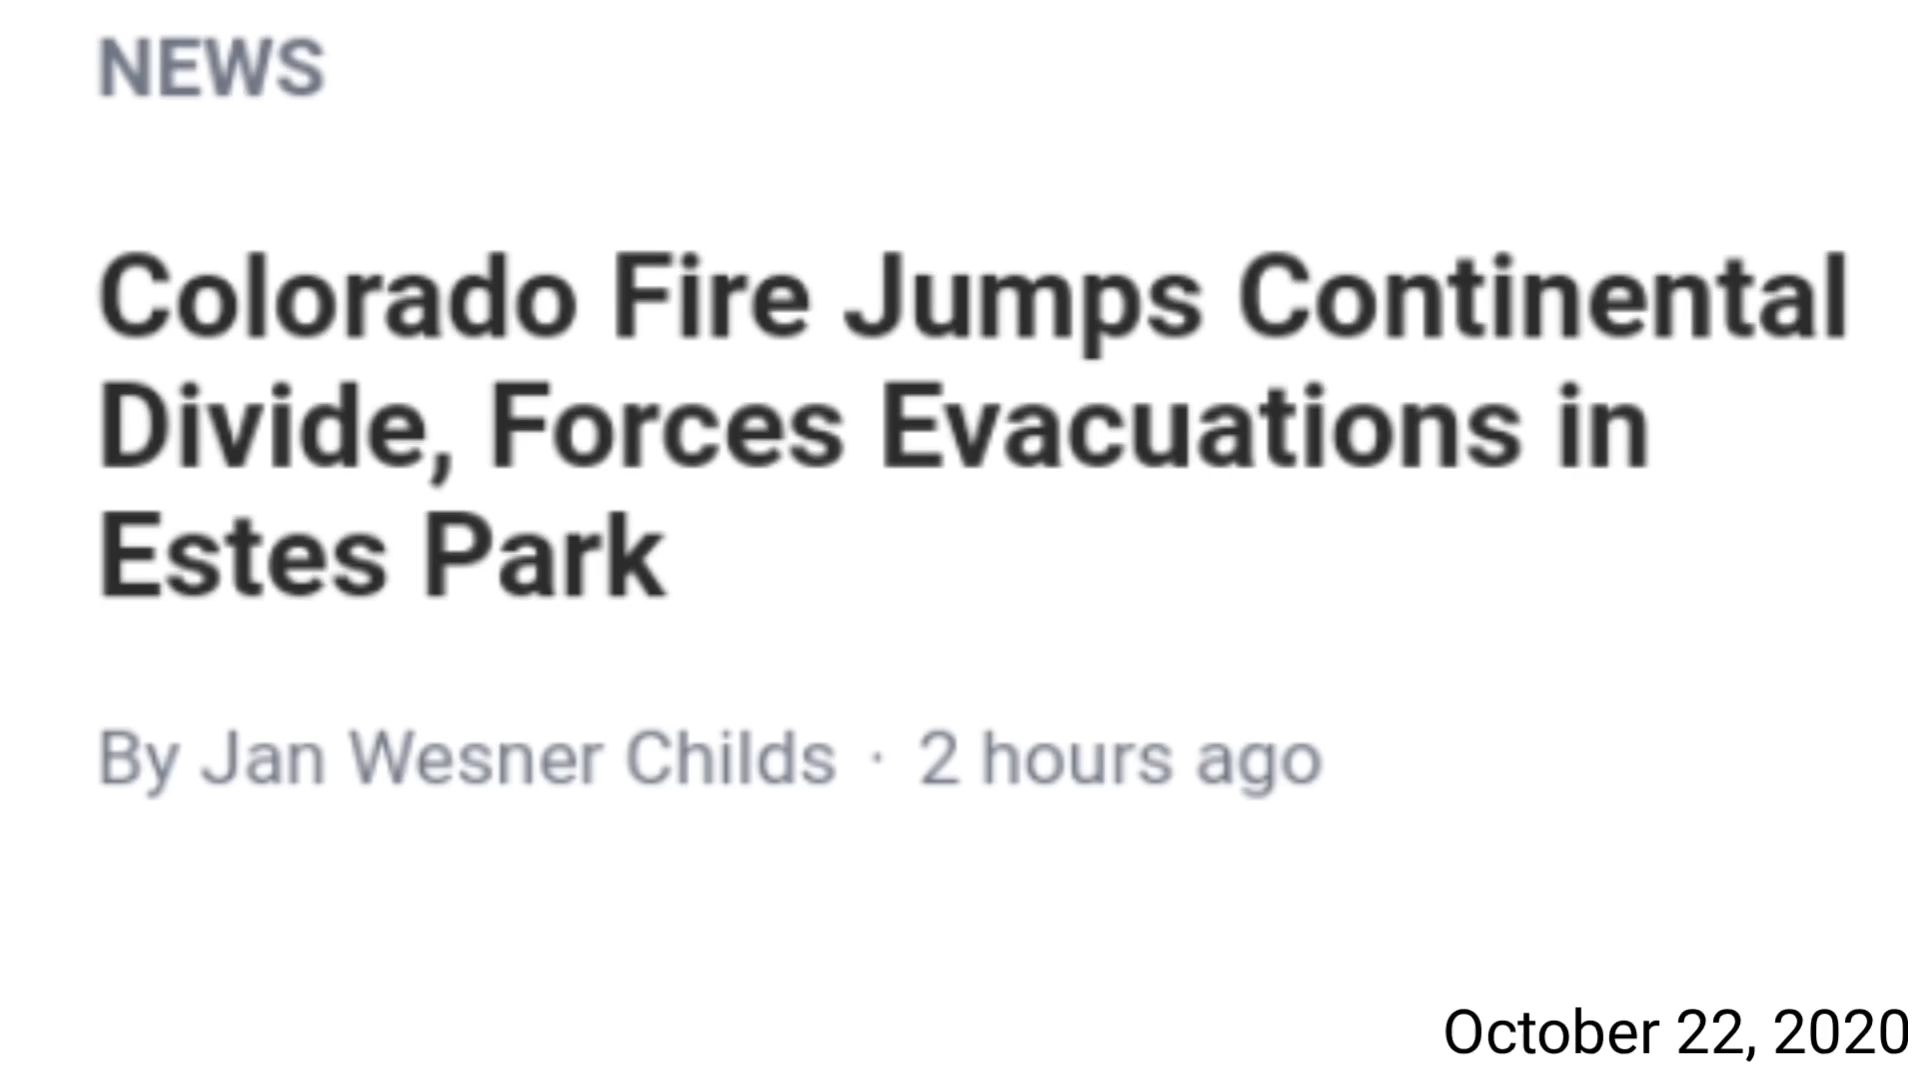 NEWS
Colorado Fire Jumps Continental
Divide, Forces Evacuations in
Estes Park
By Jan Wesner Childs · 2 hours ago
October 22, 2020